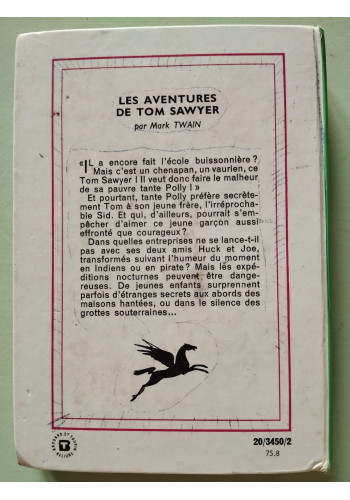 LES AVENTURES
DE TOM SAWYER
par Mark TWAIN
« IL a encore fait l'école buissonnière ?
Mais c'est un chenapan, un vaurien, ce
Tom Sawyer ! Il veut donc faire le malheur
de sa pauvre tante Polly ! »
Et pourtant, tante Polly préfère secrète-
ment Tom à son jeune frère, l'irréprocha-
ble Sid. Et qui, d'ailleurs, pourrait s'em-
pêcher d'aimer ce jeune garçon aussi
effronté que courageux ?
Dans quelles entreprises ne se lance-t-il
pas avec ses deux amis Huck et Joe,
transformés suivant l'humeur du moment
en Indiens ou en pirate ? Mais les expé-
ditions nocturnes peuvent être dange-
reuses. De jeunes enfants surprennent
parfois d'étranges secrets aux abords des
maisons hantées, ou dans le silence des
grottes souterraines...
20/3450/2
75.8